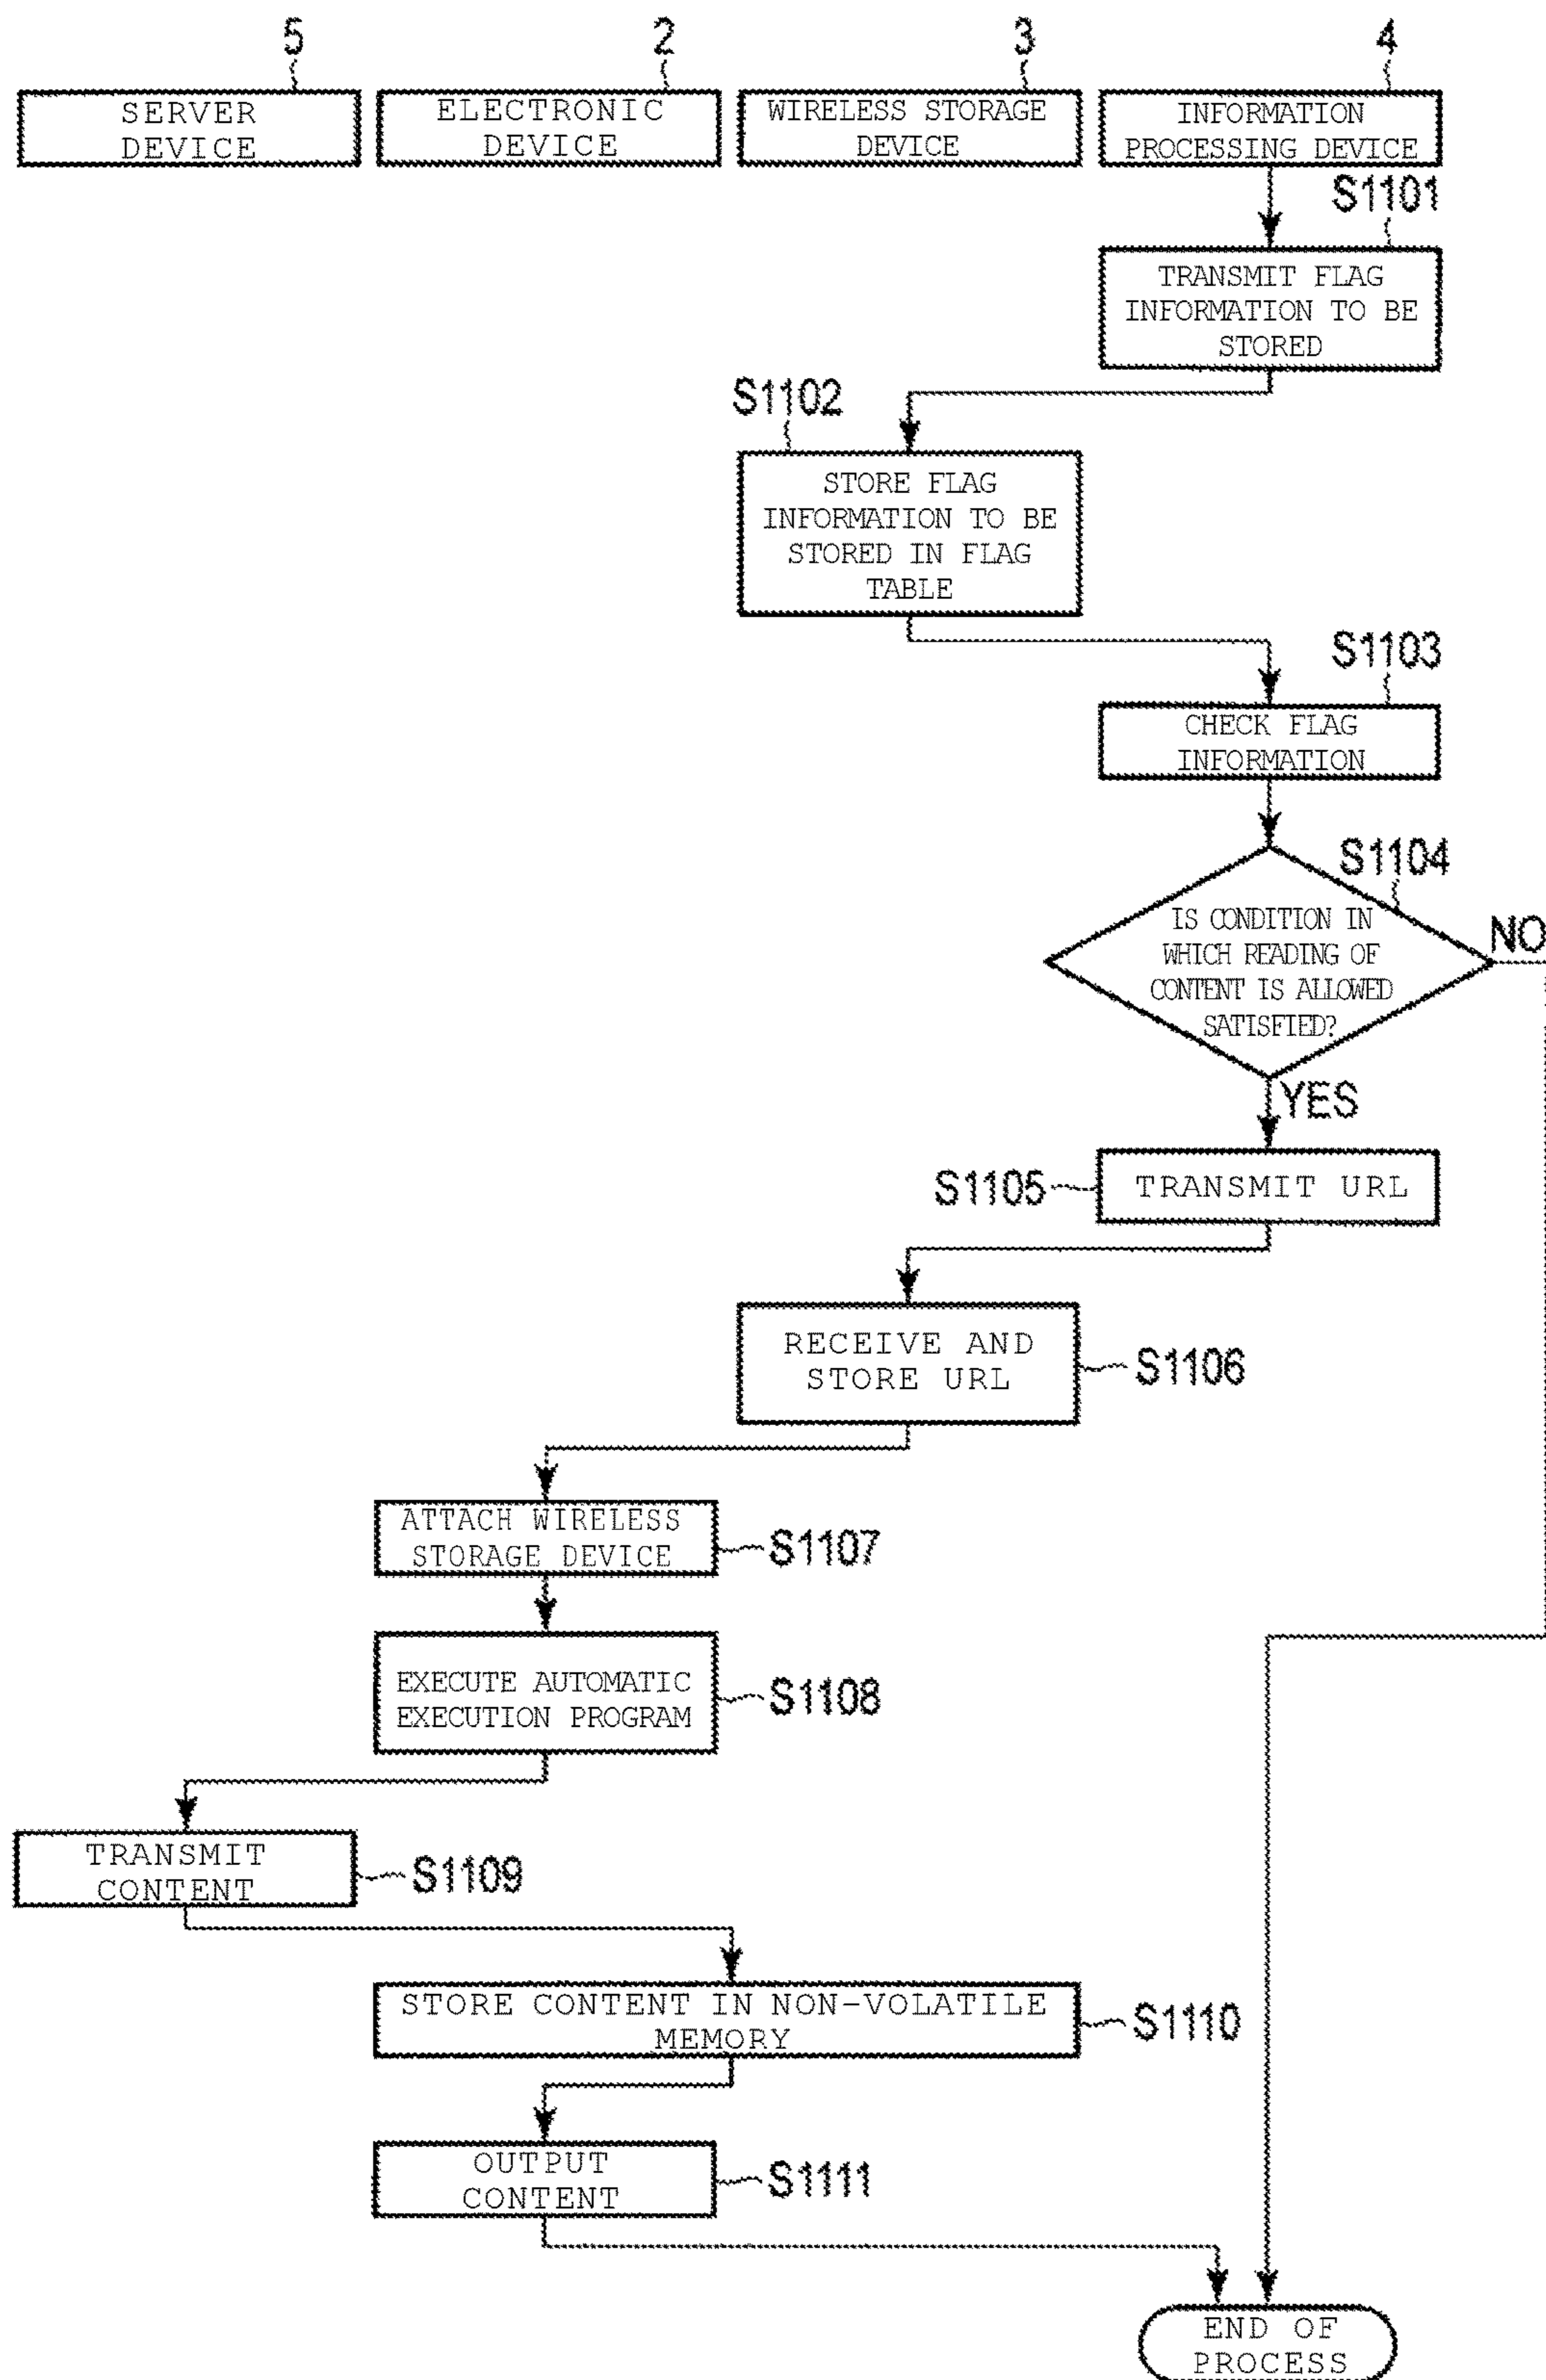 5
2
3
4
SERVER
DEVICE
ELECTRONIC
DEVICE
WIRELESS STORAGE
DEVICE
INFORMATION
PROCESSING DEVICE
S1101
TRANSMIT FLAG
INFORMATION TO BE
STORED
S1102
STORE FLAG
INFORMATION TO BE
STORED IN FLAG
TABLE
S1103
CHECK FLAG
INFORMATION
S1104
IS CONDITION IN
WHICH READING OF
CONTENT IS ALLOWED
SATISFIED?
NO
YES
S1105
TRANSMIT URL
RECEIVE AND
STORE URL
S1106
ATTACH WIRELESS
STORAGE DEVICE
S1107
EXECUTE AUTOMATIC
EXECUTION PROGRAM
S1108
TRANSMIT
CONTENT
S1109
STORE CONTENT IN NON-VOLATILE
MEMORY
S1110
OUTPUT
CONTENT
S1111
END OF
PROCESS